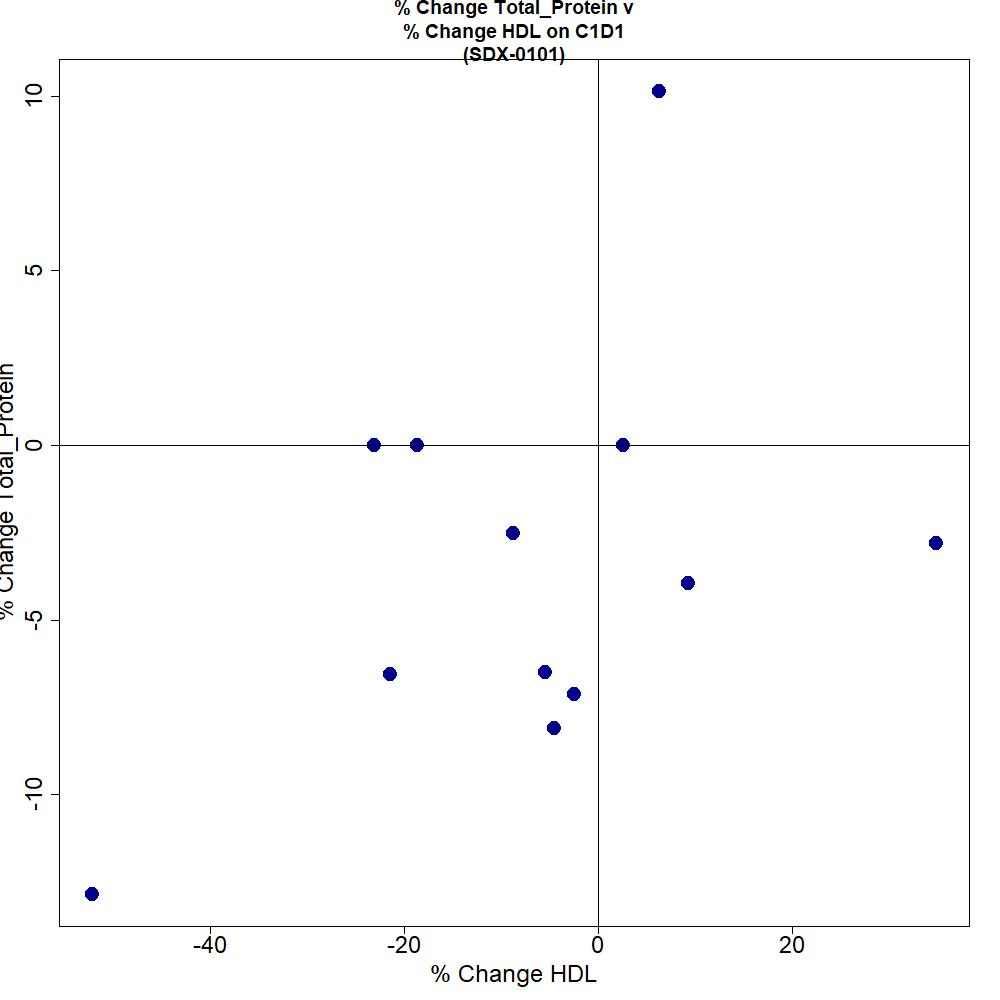 % Change Total_Protein v
% Change HDL on C1D1
(SDX-0101)
% Change Total_Protein
10
5
0
-5
-10
-40
-20
0
20
% Change HDL